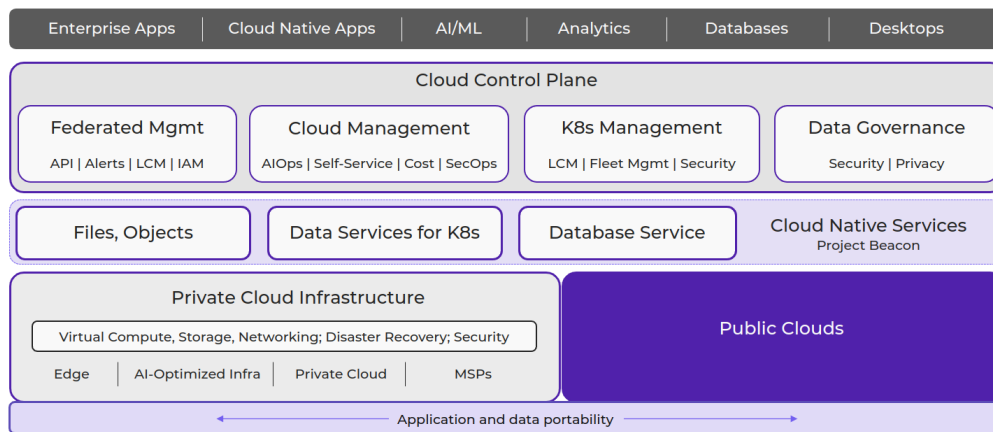 Enterprise Apps | Cloud Native Apps | AI/ML | Analytics | Databases | Desktops
Cloud Control Plane
Federated Mgmt
API | Alerts | LCM | IAM
Cloud Management
AIOps | Self-Service | Cost | SecOps
K8s Management
LCM | Fleet Mgmt | Security
Data Governance
Security | Privacy
Files, Objects
Data Services for K8s
Database Service
Cloud Native Services
Project Beacon
Private Cloud Infrastructure
Virtual Compute, Storage, Networking; Disaster Recovery; Security
Edge | AI-Optimized Infra | Private Cloud | MSPs
Public Clouds
Application and data portability